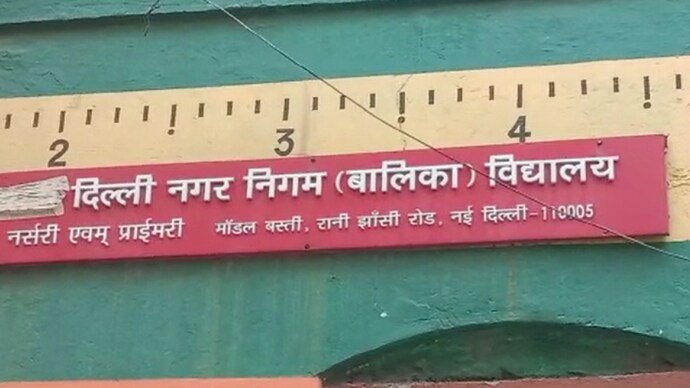 2 3 4
दिल्ली नगर निगम (बालिका) विद्यालय
नर्सरी एवम् प्राईमरी मॉडल बस्ती, रानी झाँसी रोड, नई दिल्ली-110005